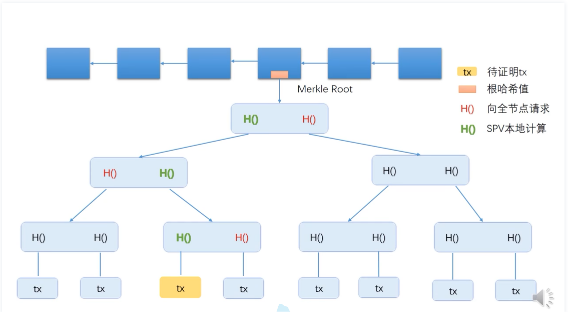 Merkle Root
tx 待证明tx
根哈希值
H() 向全节点请求
H() SPV本地计算
H() H()
H() H() H() H()
H() H() H() H() H() H() H() H()
tx tx tx tx tx tx tx tx